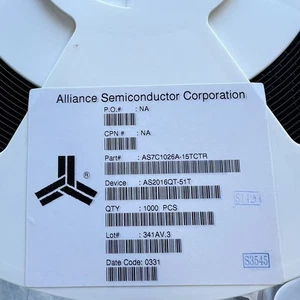 Alliance Semiconductor Corporation
P.O.# : NA
CPN # : NA
Part# : AS7C1026A-15TCTR
®
Device: : AS2016QT-51T
QTY : 1000 PCS
Lot# : 341AV.3
S3545
Date Code: 0331